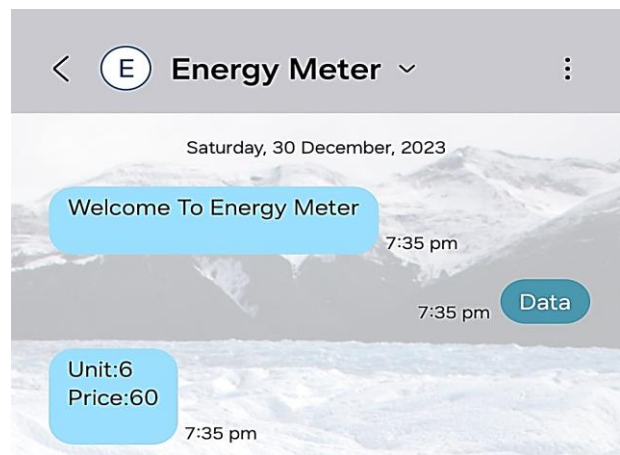 E Energy Meter
Saturday, 30 December, 2023
Welcome To Energy Meter
7:35 pm
7:35 pm Data
Unit:6
Price:60
7:35 pm